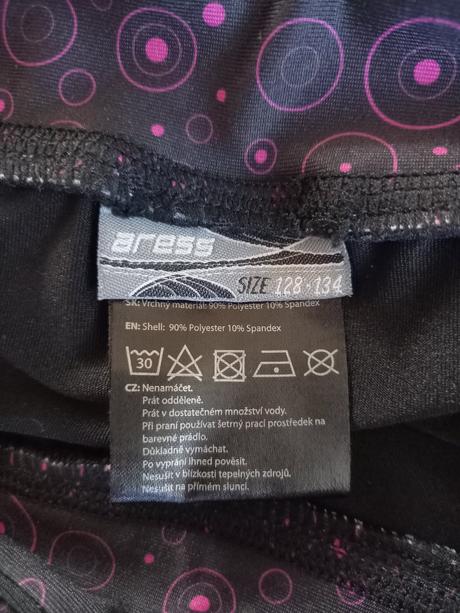 aress
SIZE 128-134
SK: Vrchný materiál: 90% Polyester 10% Spandex
EN: Shell: 90% Polyester 10% Spandex
30
CZ: Nenamáčet.
Prát odděleně.
Prát v dostatečném množství vody.
Při praní používat šetrný prací prostředek na
barevné prádlo.
Důkladně vymáchat.
Po vyprání ihned pověsit.
Nesušit v blízkosti tepelných zdrojů,
Nesušit na přímém slunci.